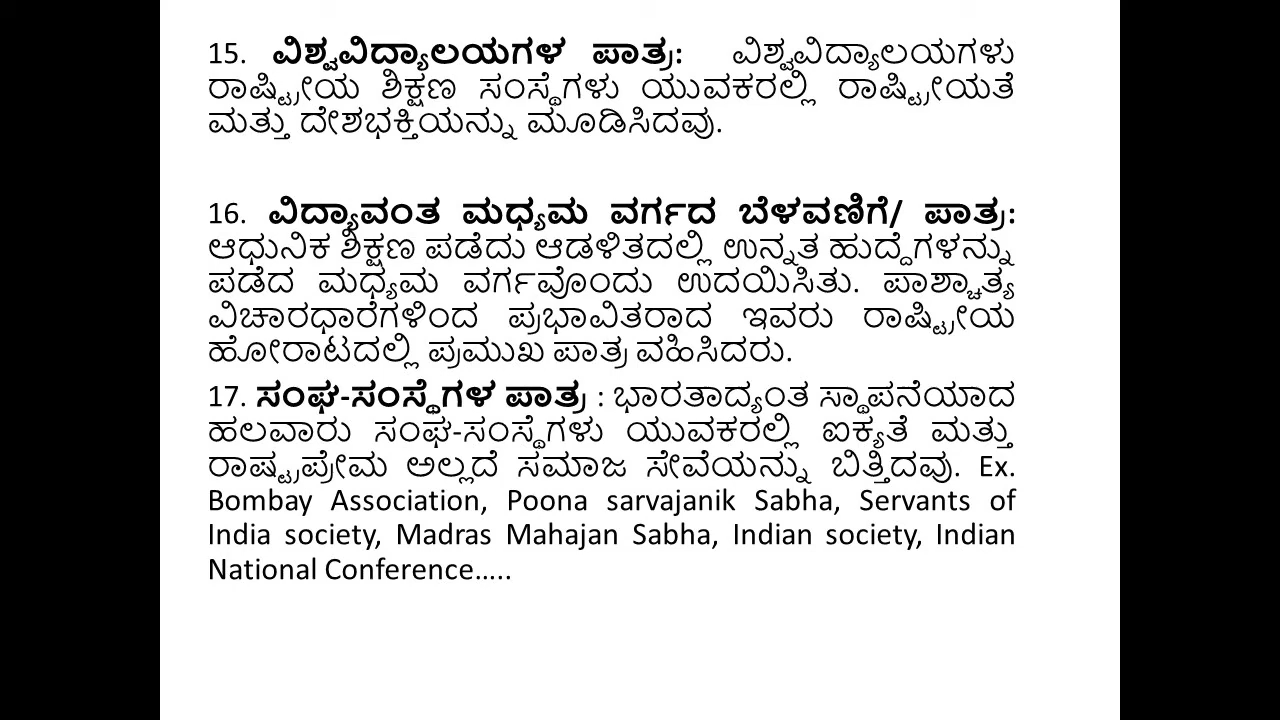 15. ವಿಶ್ವವಿದ್ಯಾಲಯಗಳ ಪಾತ್ರ: ವಿಶ್ವವಿದ್ಯಾಲಯಗಳು
ರಾಷ್ಟ್ರೀಯ ಶಿಕ್ಷಣ ಸಂಸ್ಥೆಗಳು ಯುವಕರಲ್ಲಿ ರಾಷ್ಟ್ರೀಯತೆ
ಮತ್ತು ದೇಶಭಕ್ತಿಯನ್ನು ಮೂಡಿಸಿದವು.
16. ವಿದ್ಯಾವಂತ ಮಧ್ಯಮ ವರ್ಗದ ಬೆಳವಣಿಗೆ/ ಪಾತ್ರ:
ಆಧುನಿಕ ಶಿಕ್ಷಣ ಪಡೆದು ಆಡಳಿತದಲ್ಲಿ ಉನ್ನತ ಹುದ್ದೆಗಳನ್ನು
ಪಡೆದ ಮಧ್ಯಮ ವರ್ಗವೊಂದು ಉದಯಿಸಿತು. ಪಾಶ್ಚಾತ್ಯ
ವಿಚಾರಧಾರೆಗಳಿಂದ ಪ್ರಭಾವಿತರಾದ ಇವರು ರಾಷ್ಟ್ರೀಯ
ಹೋರಾಟದಲ್ಲಿ ಪ್ರಮುಖ ಪಾತ್ರ ವಹಿಸಿದರು.
17. ಸಂಘ-ಸಂಸ್ಥೆಗಳ ಪಾತ್ರ : ಭಾರತಾದ್ಯಂತ ಸ್ಥಾಪನೆಯಾದ
ಹಲವಾರು ಸಂಘ-ಸಂಸ್ಥೆಗಳು ಯುವಕರಲ್ಲಿ ಐಕ್ಯತೆ ಮತ್ತು
ರಾಷ್ಟ್ರಪ್ರೇಮ ಅಲ್ಲದೆ ಸಮಾಜ ಸೇವೆಯನ್ನು ಬಿತ್ತಿದವು. Ex.
Bombay Association, Poona sarvajanik Sabha, Servants of
India society, Madras Mahajan Sabha, Indian society, Indian
National Conference.....